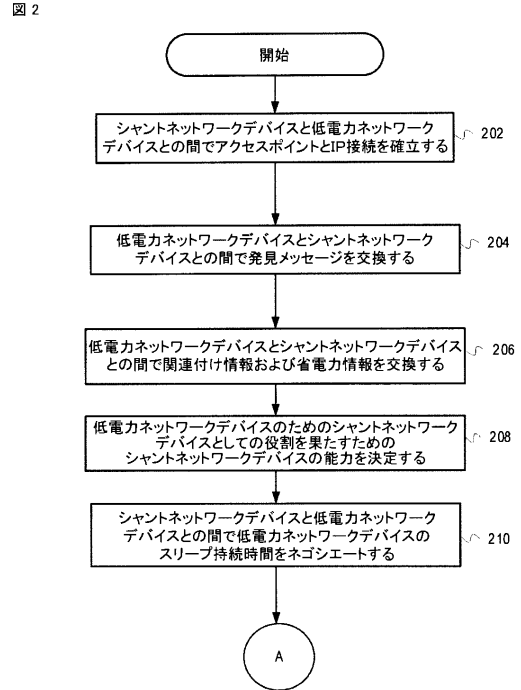 図 2
開始
シャントネットワークデバイスと低電力ネットワーク
デバイスとの間でアクセスポイントとIP接続を確立する
202
低電力ネットワークデバイスとシャントネットワーク
デバイスとの間で発見メッセージを交換する
204
低電力ネットワークデバイスとシャントネットワークデバイス
との間で関連付け情報および省電力情報を交換する
206
低電力ネットワークデバイスのためのシャントネットワーク
デバイスとしての役割を果たすための
シャントネットワークデバイスの能力を決定する
208
シャントネットワークデバイスと低電力ネットワーク
デバイスとの間で低電力ネットワークデバイスの
スリープ持続時間をネゴシエートする
210
A